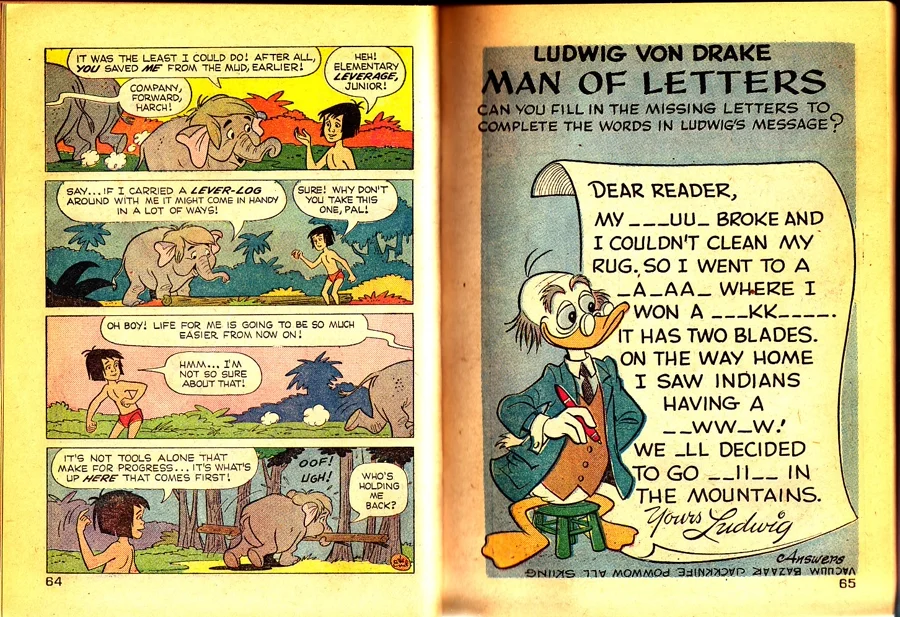 IT WAS THE LEAST I COULD DO! AFTER ALL,
YOU SAVED ME FROM THE MUD, EARLIER!
COMPANY,
FORWARD,
HARCH!
HEH!
ELEMENTARY
LEVERAGE,
JUNIOR!
SAY...IF I CARRIED A LEVER-LOG
AROUND WITH ME IT MIGHT COME IN HANDY
IN A LOT OF WAYS!
SURE! WHY DON'T
YOU TAKE THIS
ONE, PAL!
OH BOY! LIFE FOR ME IS GOING TO BE SO MUCH
EASIER FROM NOW ON!
HMM... I'M
NOT SO SURE
ABOUT THAT!
IT'S NOT TOOLS ALONE THAT
MAKE FOR PROGRESS...IT'S WHAT'S
UP HERE THAT COMES FIRST!
OOF!
UGH!
WHO'S
HOLDING
ME
BACK?
64
LUDWIG VON DRAKE
MAN OF LETTERS
CAN YOU FILL IN THE MISSING LETTERS TO
COMPLETE THE WORDS IN LUDWIG'S MESSAGE?
DEAR READER,
MY ___UU_ BROKE AND
I COULDN'T CLEAN MY
RUG. SO I WENT TO A
_A_AA_ WHERE I
WON A ___KK____.
IT HAS TWO BLADES.
ON THE WAY HOME
I SAW INDIANS
HAVING A
__WW_W!
WE _LL DECIDED
TO GO __II__ IN
THE MOUNTAINS.
Yours Ludwig
Answers
VACUUM BAZAAR JACKKNIFE POWWOW ALL SKIING
65